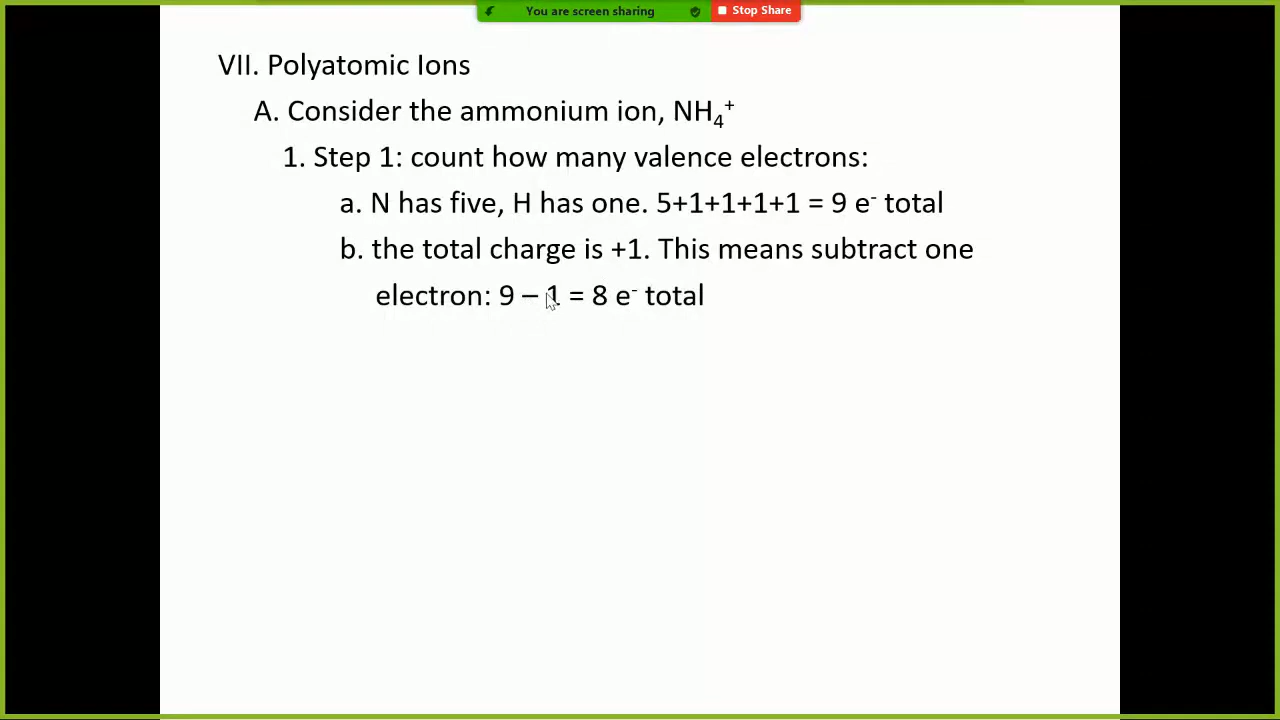 You are screen sharing
Stop Share
VII. Polyatomic Ions
A. Consider the ammonium ion, NH₄⁺
1. Step 1: count how many valence electrons:
a. N has five, H has one. 5+1+1+1+1 = 9 e⁻ total
b. the total charge is +1. This means subtract one
electron: 9 – 1 = 8 e⁻ total